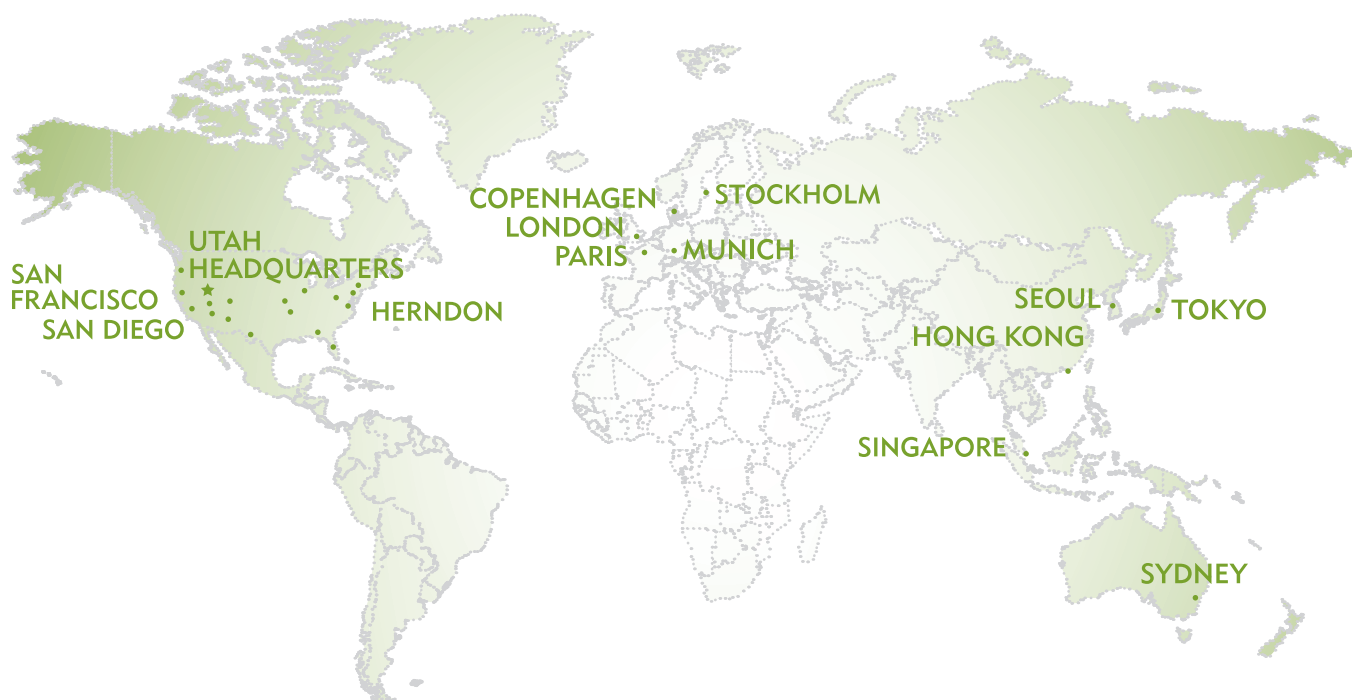 COPENHAGEN
STOCKHOLM
LONDON
PARIS
MUNICH
UTAH
HEADQUARTERS
SAN
FRANCISCO
SAN DIEGO
HERNDON
SEOUL
TOKYO
HONG KONG
SINGAPORE
SYDNEY